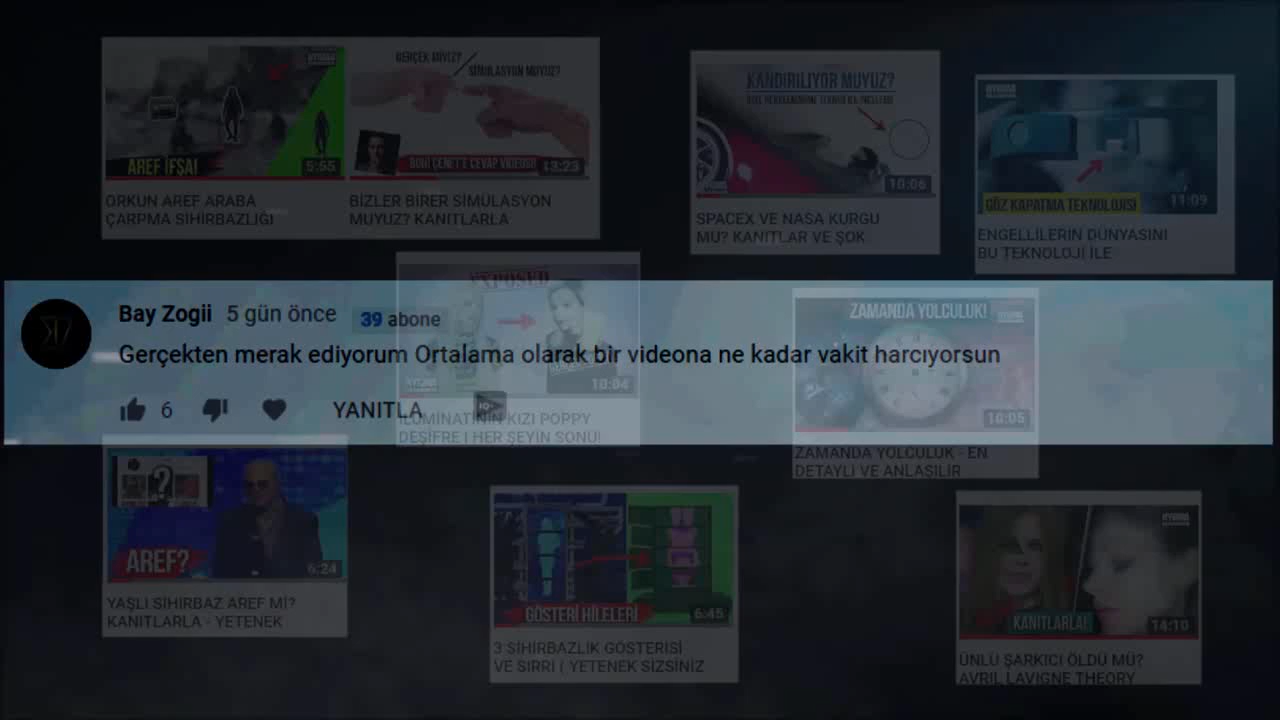 GERÇEK MİYİZ?
SİMÜLASYON MUYUZ?
AREF İFŞA!
5:55
13:23
ORKUN AREF ARABA
ÇARPMA SİHİRBAZLIĞI
BİZLER BİRER SİMÜLASYON
MUYUZ? KANITLARLA
KANDIRILIYOR MUYUZ?
10:06
SPACEX VE NASA KURGU
MU? KANITLAR VE ŞOK
GÖZ KAPATMA TEKNOLOJİSİ
11:09
ENGELLİLERİN DÜNYASINI
BU TEKNOLOJİ İLE
EXPOSED
10:04
ZAMANDA YOLCULUK!
10:05
Bay Zogii 5 gün önce 39 abone
Gerçekten merak ediyorum Ortalama olarak bir videona ne kadar vakit harcıyorsun
6 YANITLA
İLÜMİNATİNİN KIZI POPPY
DEŞİFRE I HER ŞEYİN SONU!
ZAMANDA YOLCULUK - EN
DETAYLI VE ANLAŞILIR
AREF?
6:24
YAŞLI SİHİRBAZ AREF Mİ?
KANITLARLA - YETENEK
GÖSTERİ HİLELERİ
6:45
3 SİHİRBAZLIK GÖSTERİSİ
VE SIRRI ( YETENEK SİZSİNİZ
KANITLARLA!
14:10
ÜNLÜ ŞARKICI ÖLDÜ MÜ?
AVRIL LAVIGNE THEORY